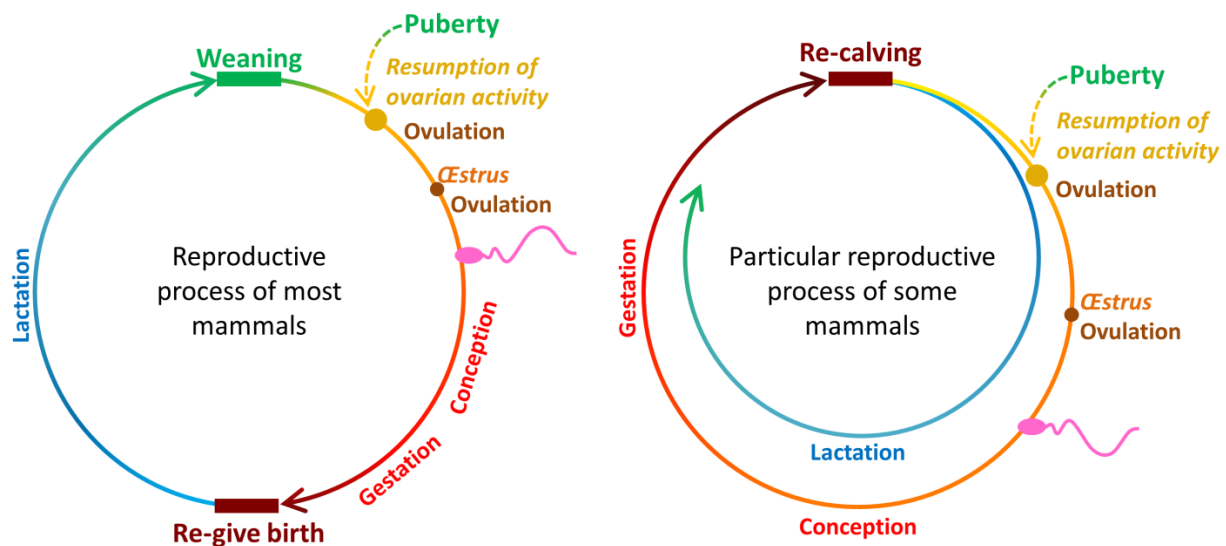 Puberty
Weaning
Resumption of
ovarian activity
Ovulation
Œstrus
Ovulation
Lactation
Reproductive
process of most
mammals
Conception
Gestation
Re-give birth
Re-calving
Puberty
Resumption of
ovarian activity
Ovulation
Gestation
Particular reproductive
process of some
mammals
Œstrus
Ovulation
Lactation
Conception